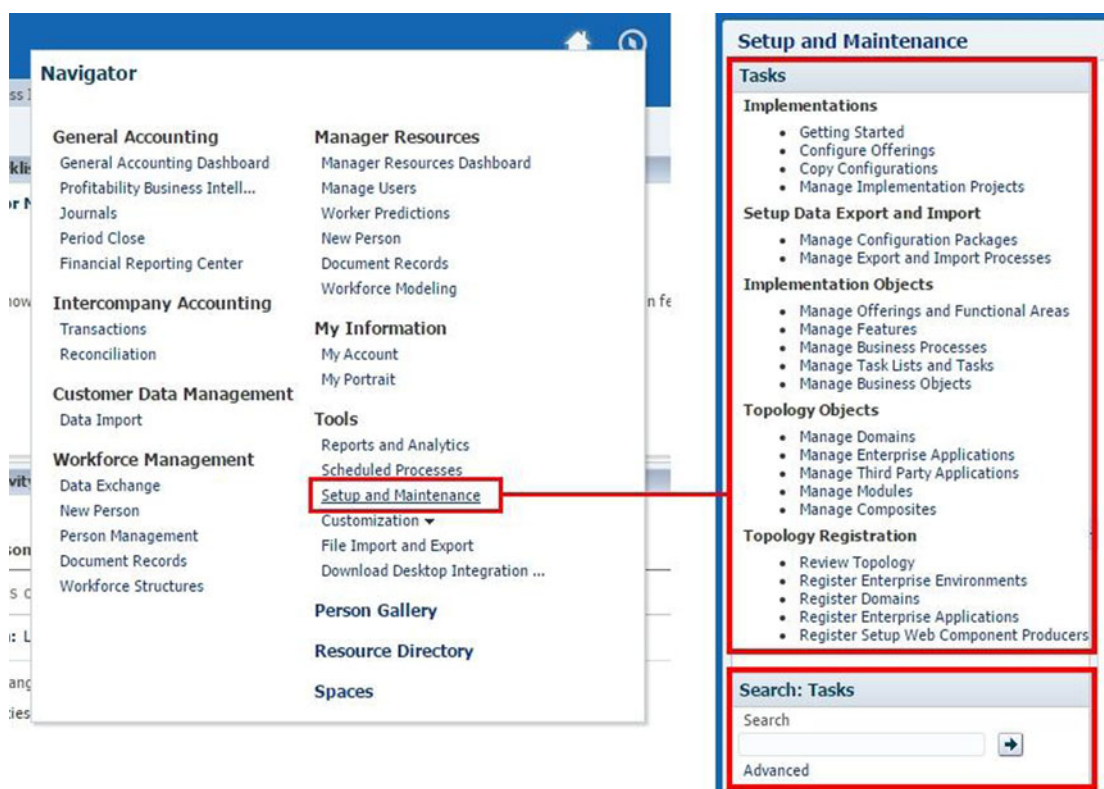 Navigator
General Accounting
General Accounting Dashboard
Profitability Business Intell...
Journals
Period Close
Financial Reporting Center
Intercompany Accounting
Transactions
Reconciliation
Customer Data Management
Data Import
Workforce Management
Data Exchange
New Person
Person Management
Document Records
Workforce Structures
Manager Resources
Manager Resources Dashboard
Manage Users
Worker Predictions
New Person
Document Records
Workforce Modeling
My Information
My Account
My Portrait
Tools
Reports and Analytics
Scheduled Processes
Setup and Maintenance
Customization
File Import and Export
Download Desktop Integration ...
Person Gallery
Resource Directory
Spaces
Setup and Maintenance
Tasks
Implementations
• Getting Started
• Configure Offerings
• Copy Configurations
• Manage Implementation Projects
Setup Data Export and Import
• Manage Configuration Packages
• Manage Export and Import Processes
Implementation Objects
• Manage Offerings and Functional Areas
• Manage Features
• Manage Business Processes
• Manage Task Lists and Tasks
• Manage Business Objects
Topology Objects
• Manage Domains
• Manage Enterprise Applications
• Manage Third Party Applications
• Manage Modules
• Manage Composites
Topology Registration
• Review Topology
• Register Enterprise Environments
• Register Domains
• Register Enterprise Applications
• Register Setup Web Component Producers
Search: Tasks
Search
Advanced